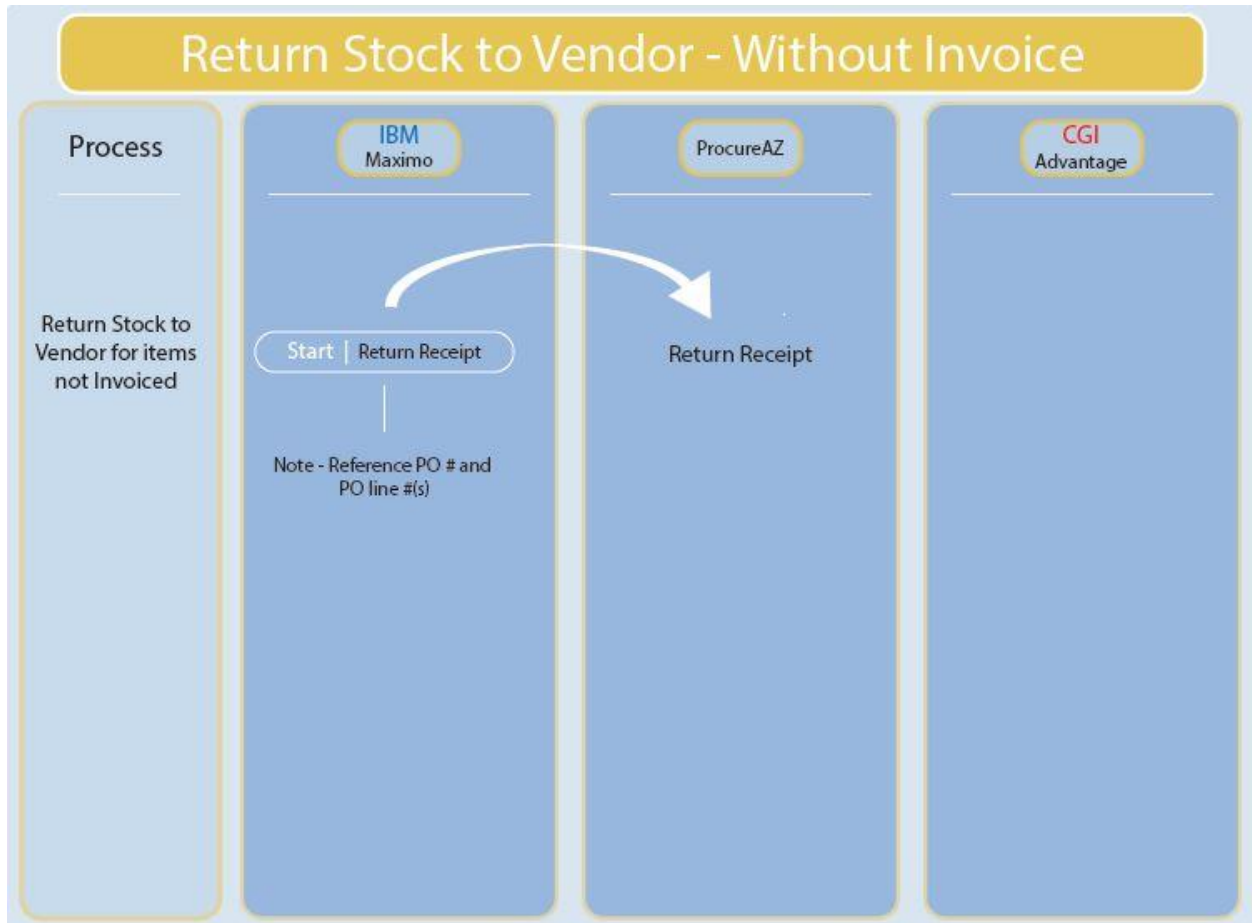 Return Stock to Vendor - Without Invoice
Process
IBM
Maximo
ProcureAZ
CGI
Advantage
Return Stock to
Vendor for items
not Invoiced
Start | Return Receipt
Return Receipt
Note - Reference PO # and
PO line #(s)